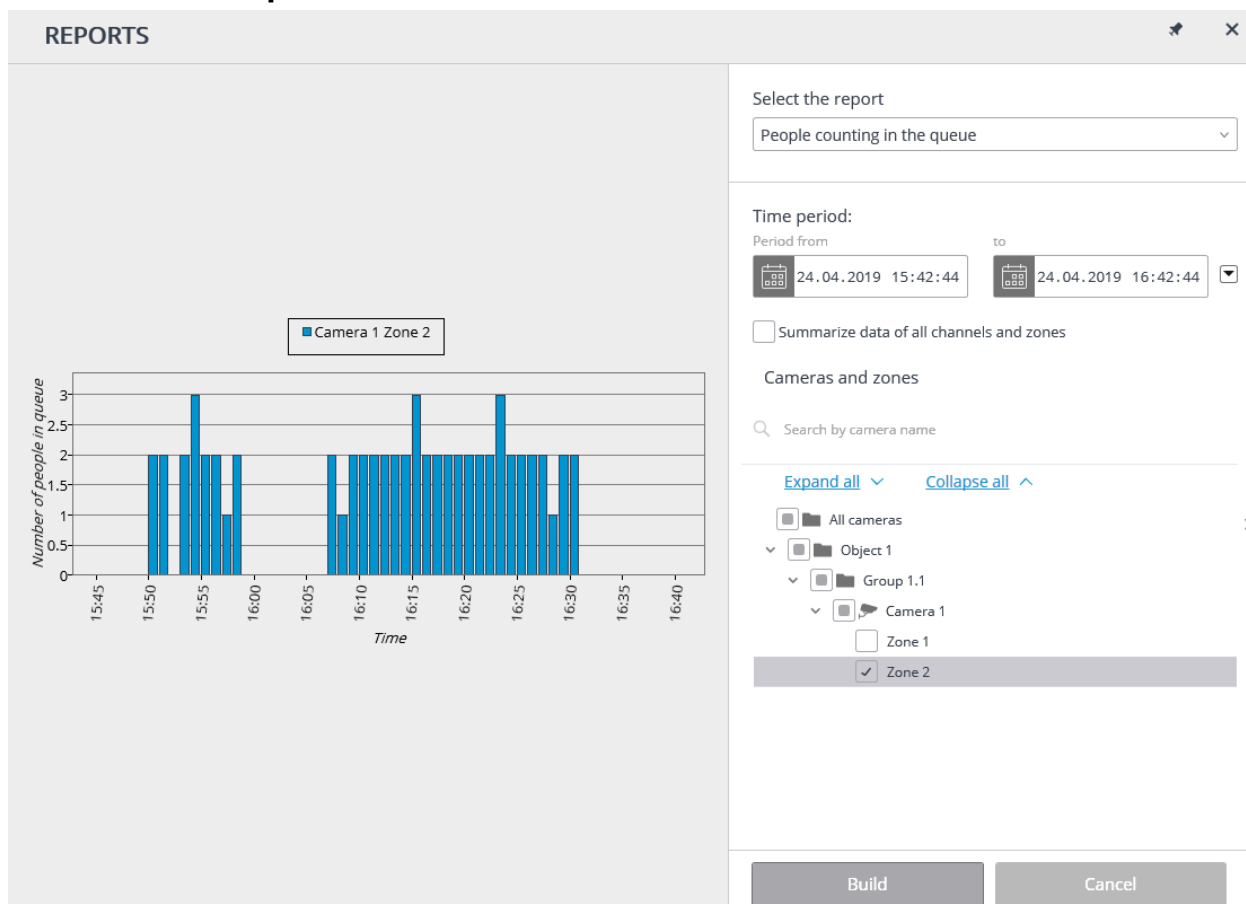 REPORTS
Select the report
People counting in the queue
Time period:
Period from to
24.04.2019 15:42:44 24.04.2019 16:42:44
Summarize data of all channels and zones
Cameras and zones
Search by camera name
Expand all Collapse all
All cameras
Object 1
Group 1.1
Camera 1
Zone 1
Zone 2
Build Cancel
Camera 1 Zone 2
Number of people in queue
3
2.5
2
1.5
1
0.5
0
15:45 15:50 15:55 16:00 16:05 16:10 16:15 16:20 16:25 16:30 16:35 16:40
Time